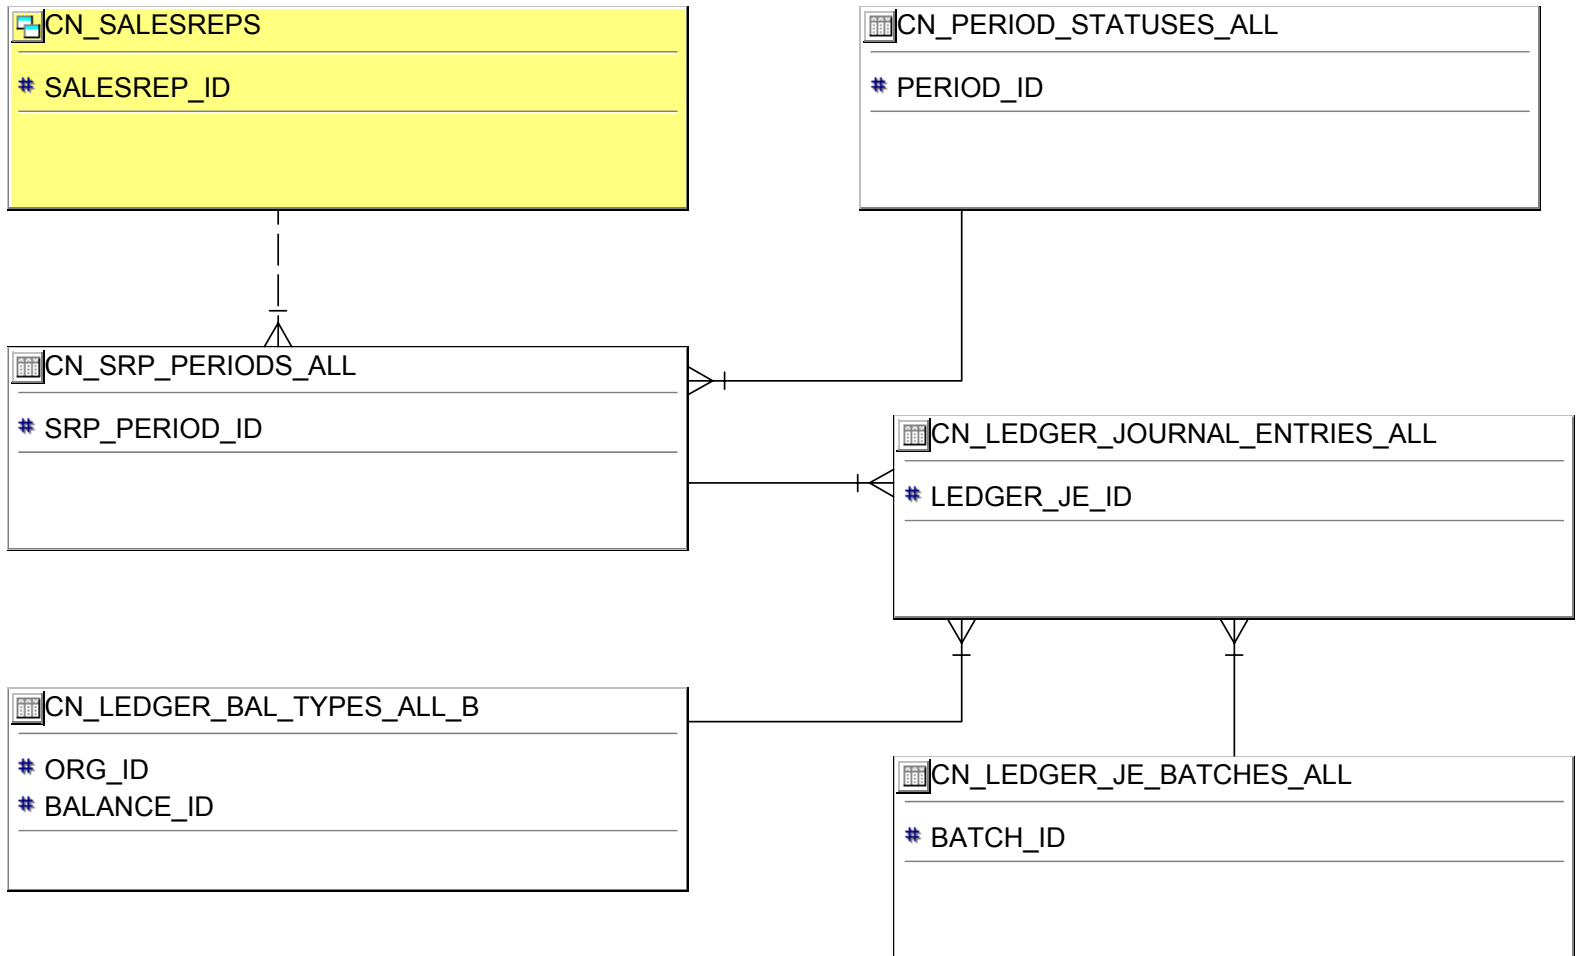 CN_SALESREPS
# SALESREP_ID
CN_PERIOD_STATUSES_ALL
# PERIOD_ID
CN_SRP_PERIODS_ALL
# SRP_PERIOD_ID
CN_LEDGER_JOURNAL_ENTRIES_ALL
# LEDGER_JE_ID
CN_LEDGER_BAL_TYPES_ALL_B
# ORG_ID
# BALANCE_ID
CN_LEDGER_JE_BATCHES_ALL
# BATCH_ID